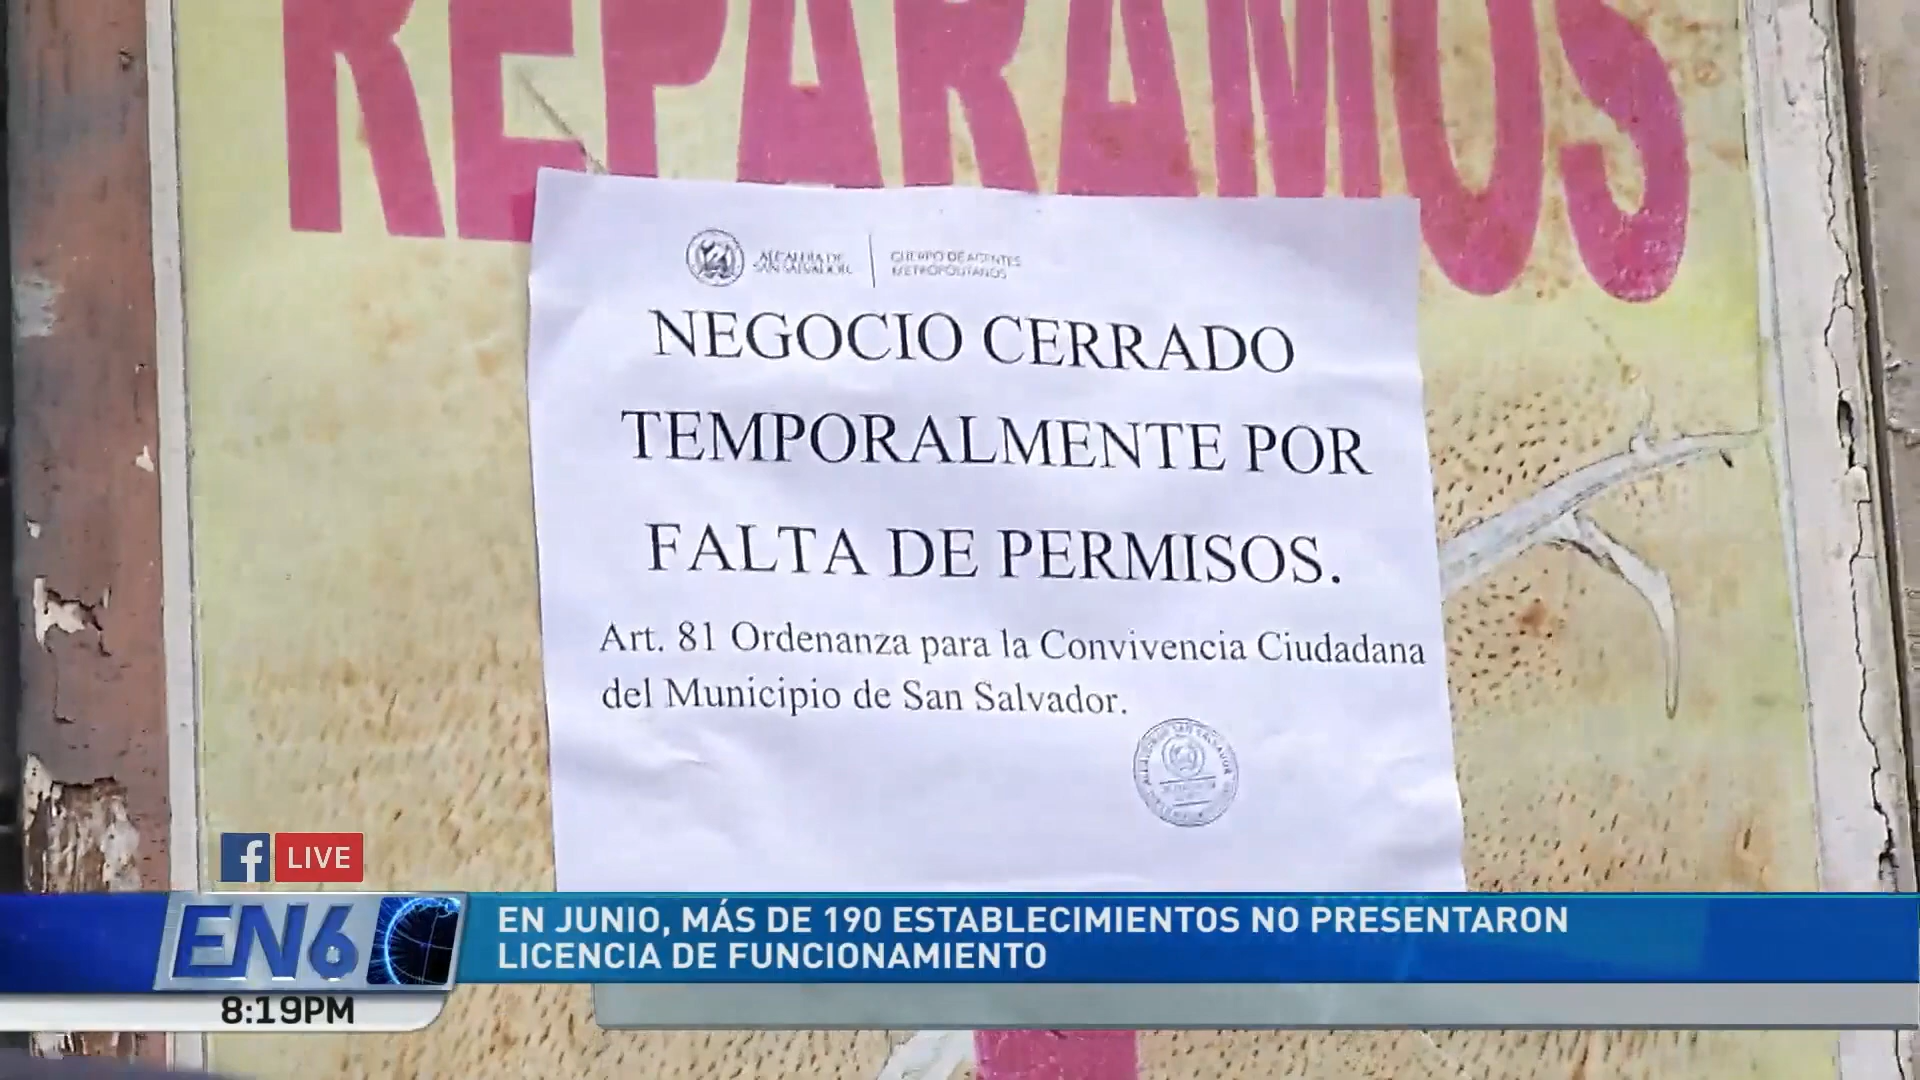 REPARAMOS
ALCALDÍA DE
SAN SALVADOR
CUERPO DE AGENTES
METROPOLITANOS
NEGOCIO CERRADO
TEMPORALMENTE POR
FALTA DE PERMISOS.
Art. 81 Ordenanza para la Convivencia Ciudadana
del Municipio de San Salvador.
f LIVE
EN6
EN JUNIO, MÁS DE 190 ESTABLECIMIENTOS NO PRESENTARON
LICENCIA DE FUNCIONAMIENTO
8:19PM